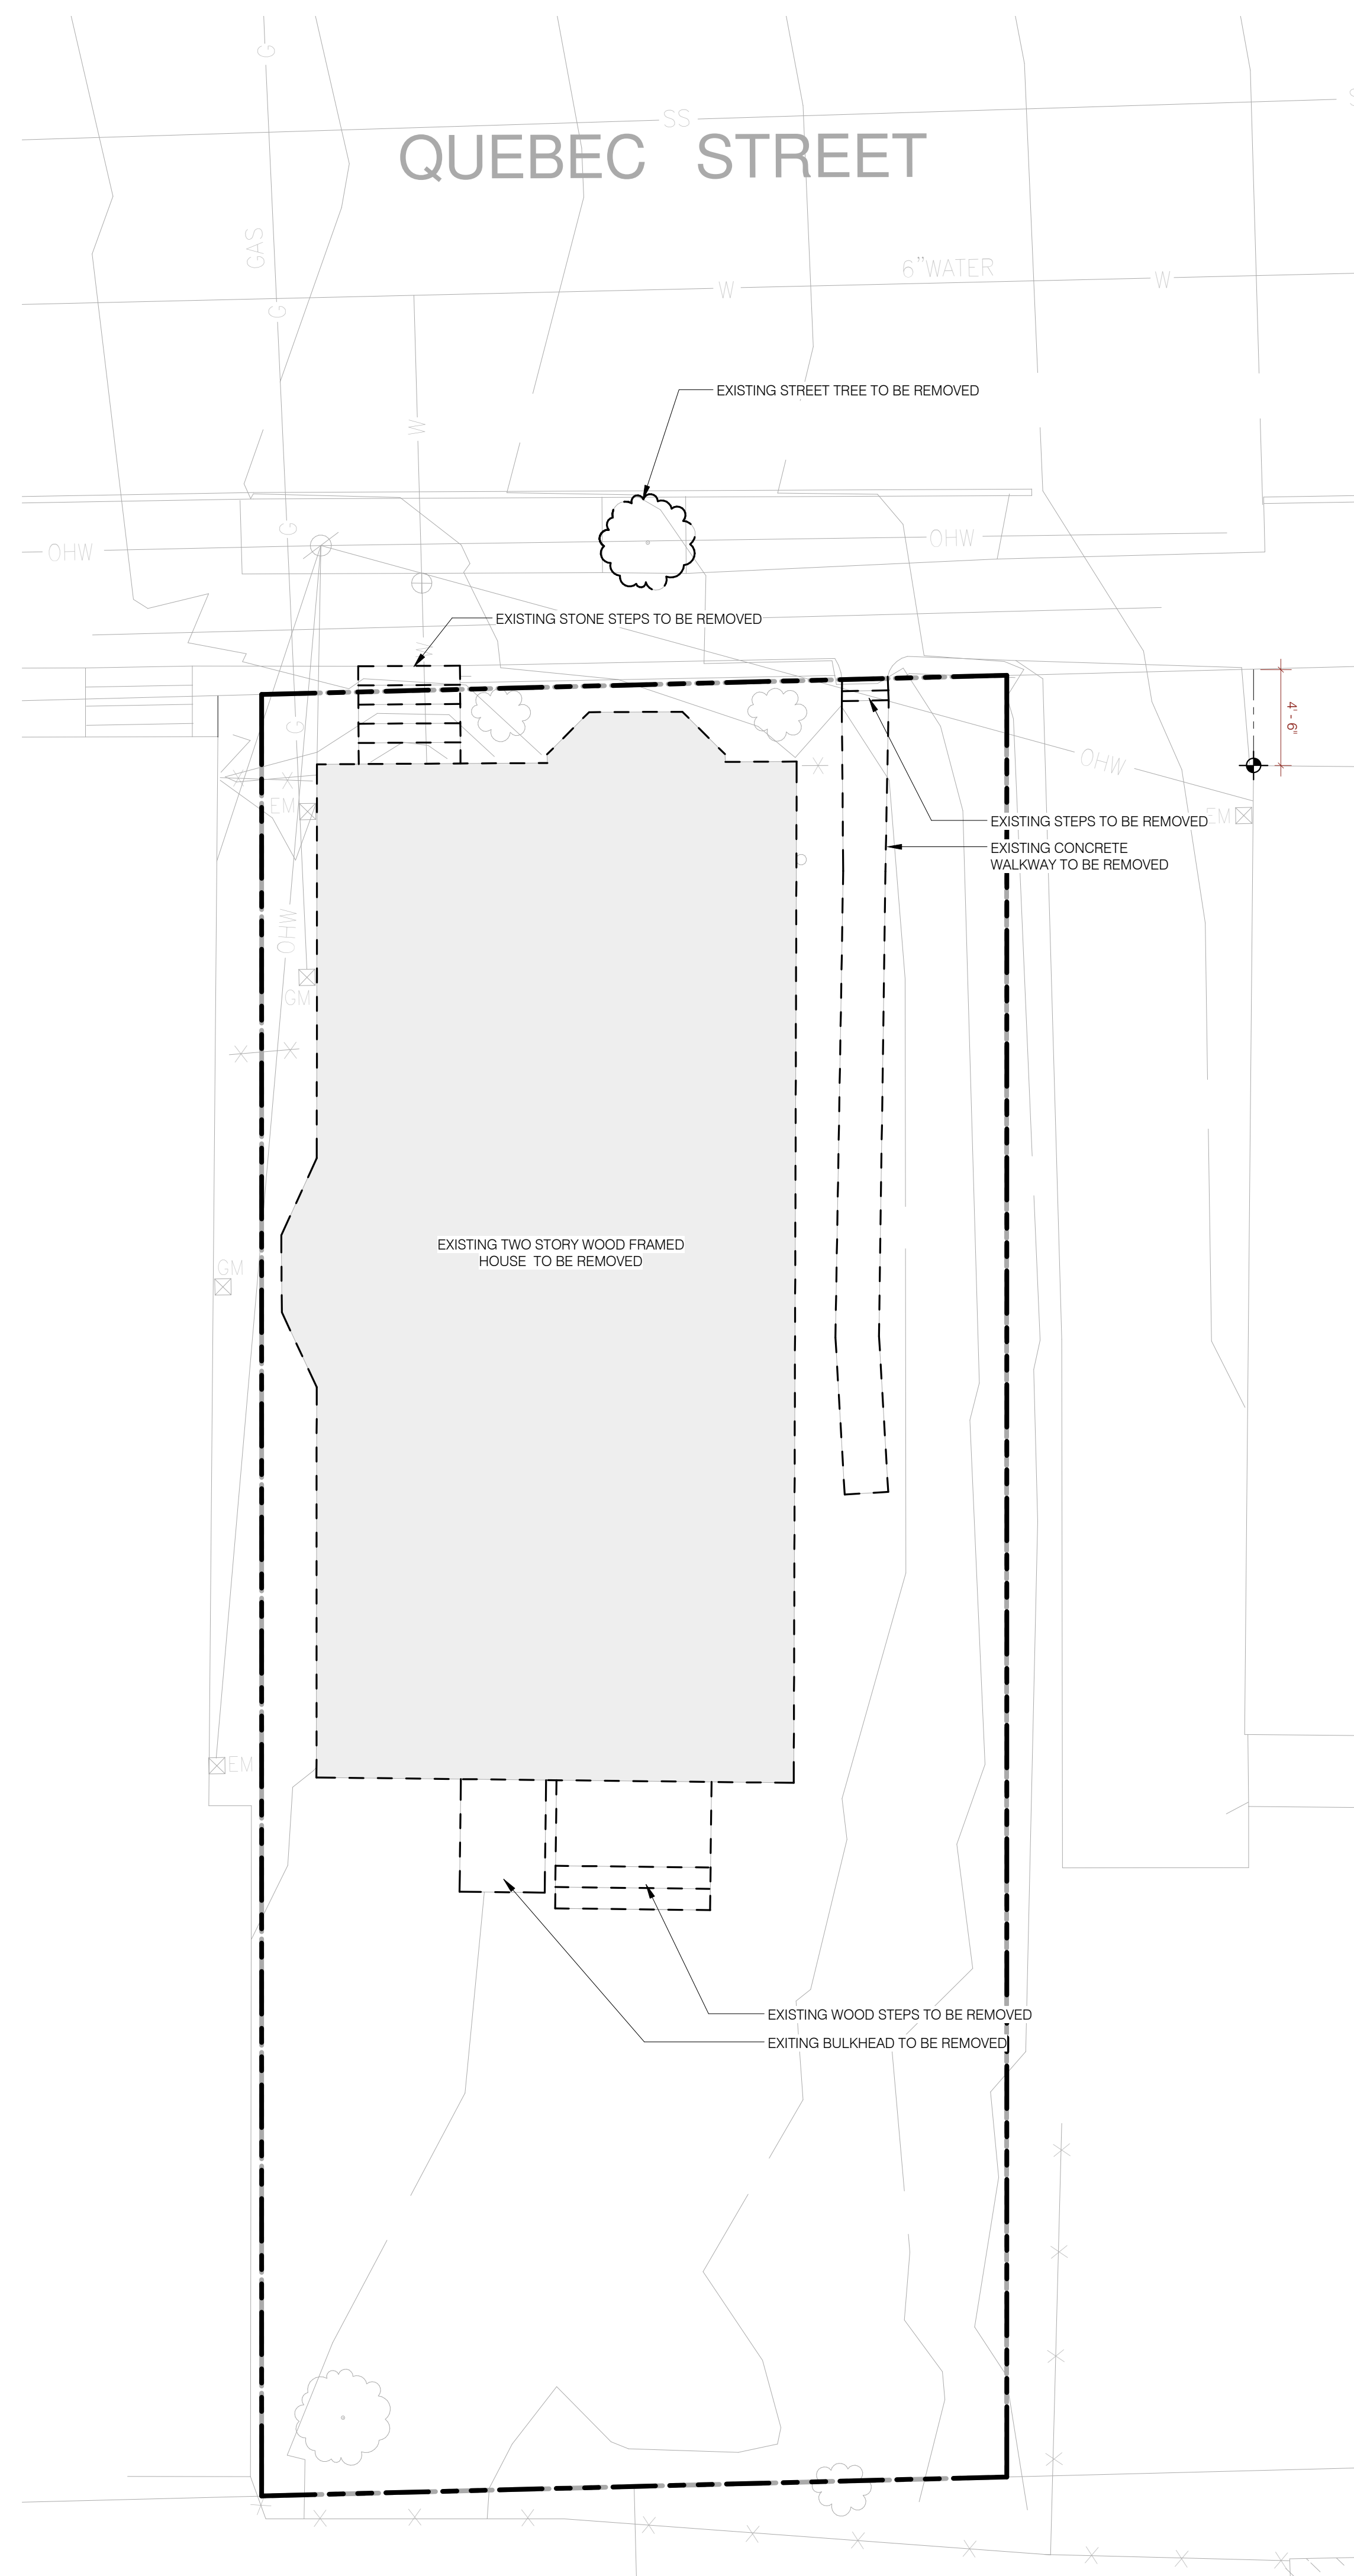 G
SS
QUEBEC STREET
GAS
6"WATER
W
W
G
EXISTING STREET TREE TO BE REMOVED
W
G
OHW
OHW
EXISTING STONE STEPS TO BE REMOVED
W
4'-6"
G
OHW
EM
EM
EXISTING STEPS TO BE REMOVED
EXISTING CONCRETE
WALKWAY TO BE REMOVED
OHW
GM
EXISTING TWO STORY WOOD FRAMED
HOUSE TO BE REMOVED
GM
EM
EXISTING WOOD STEPS TO BE REMOVED
EXITING BULKHEAD TO BE REMOVED